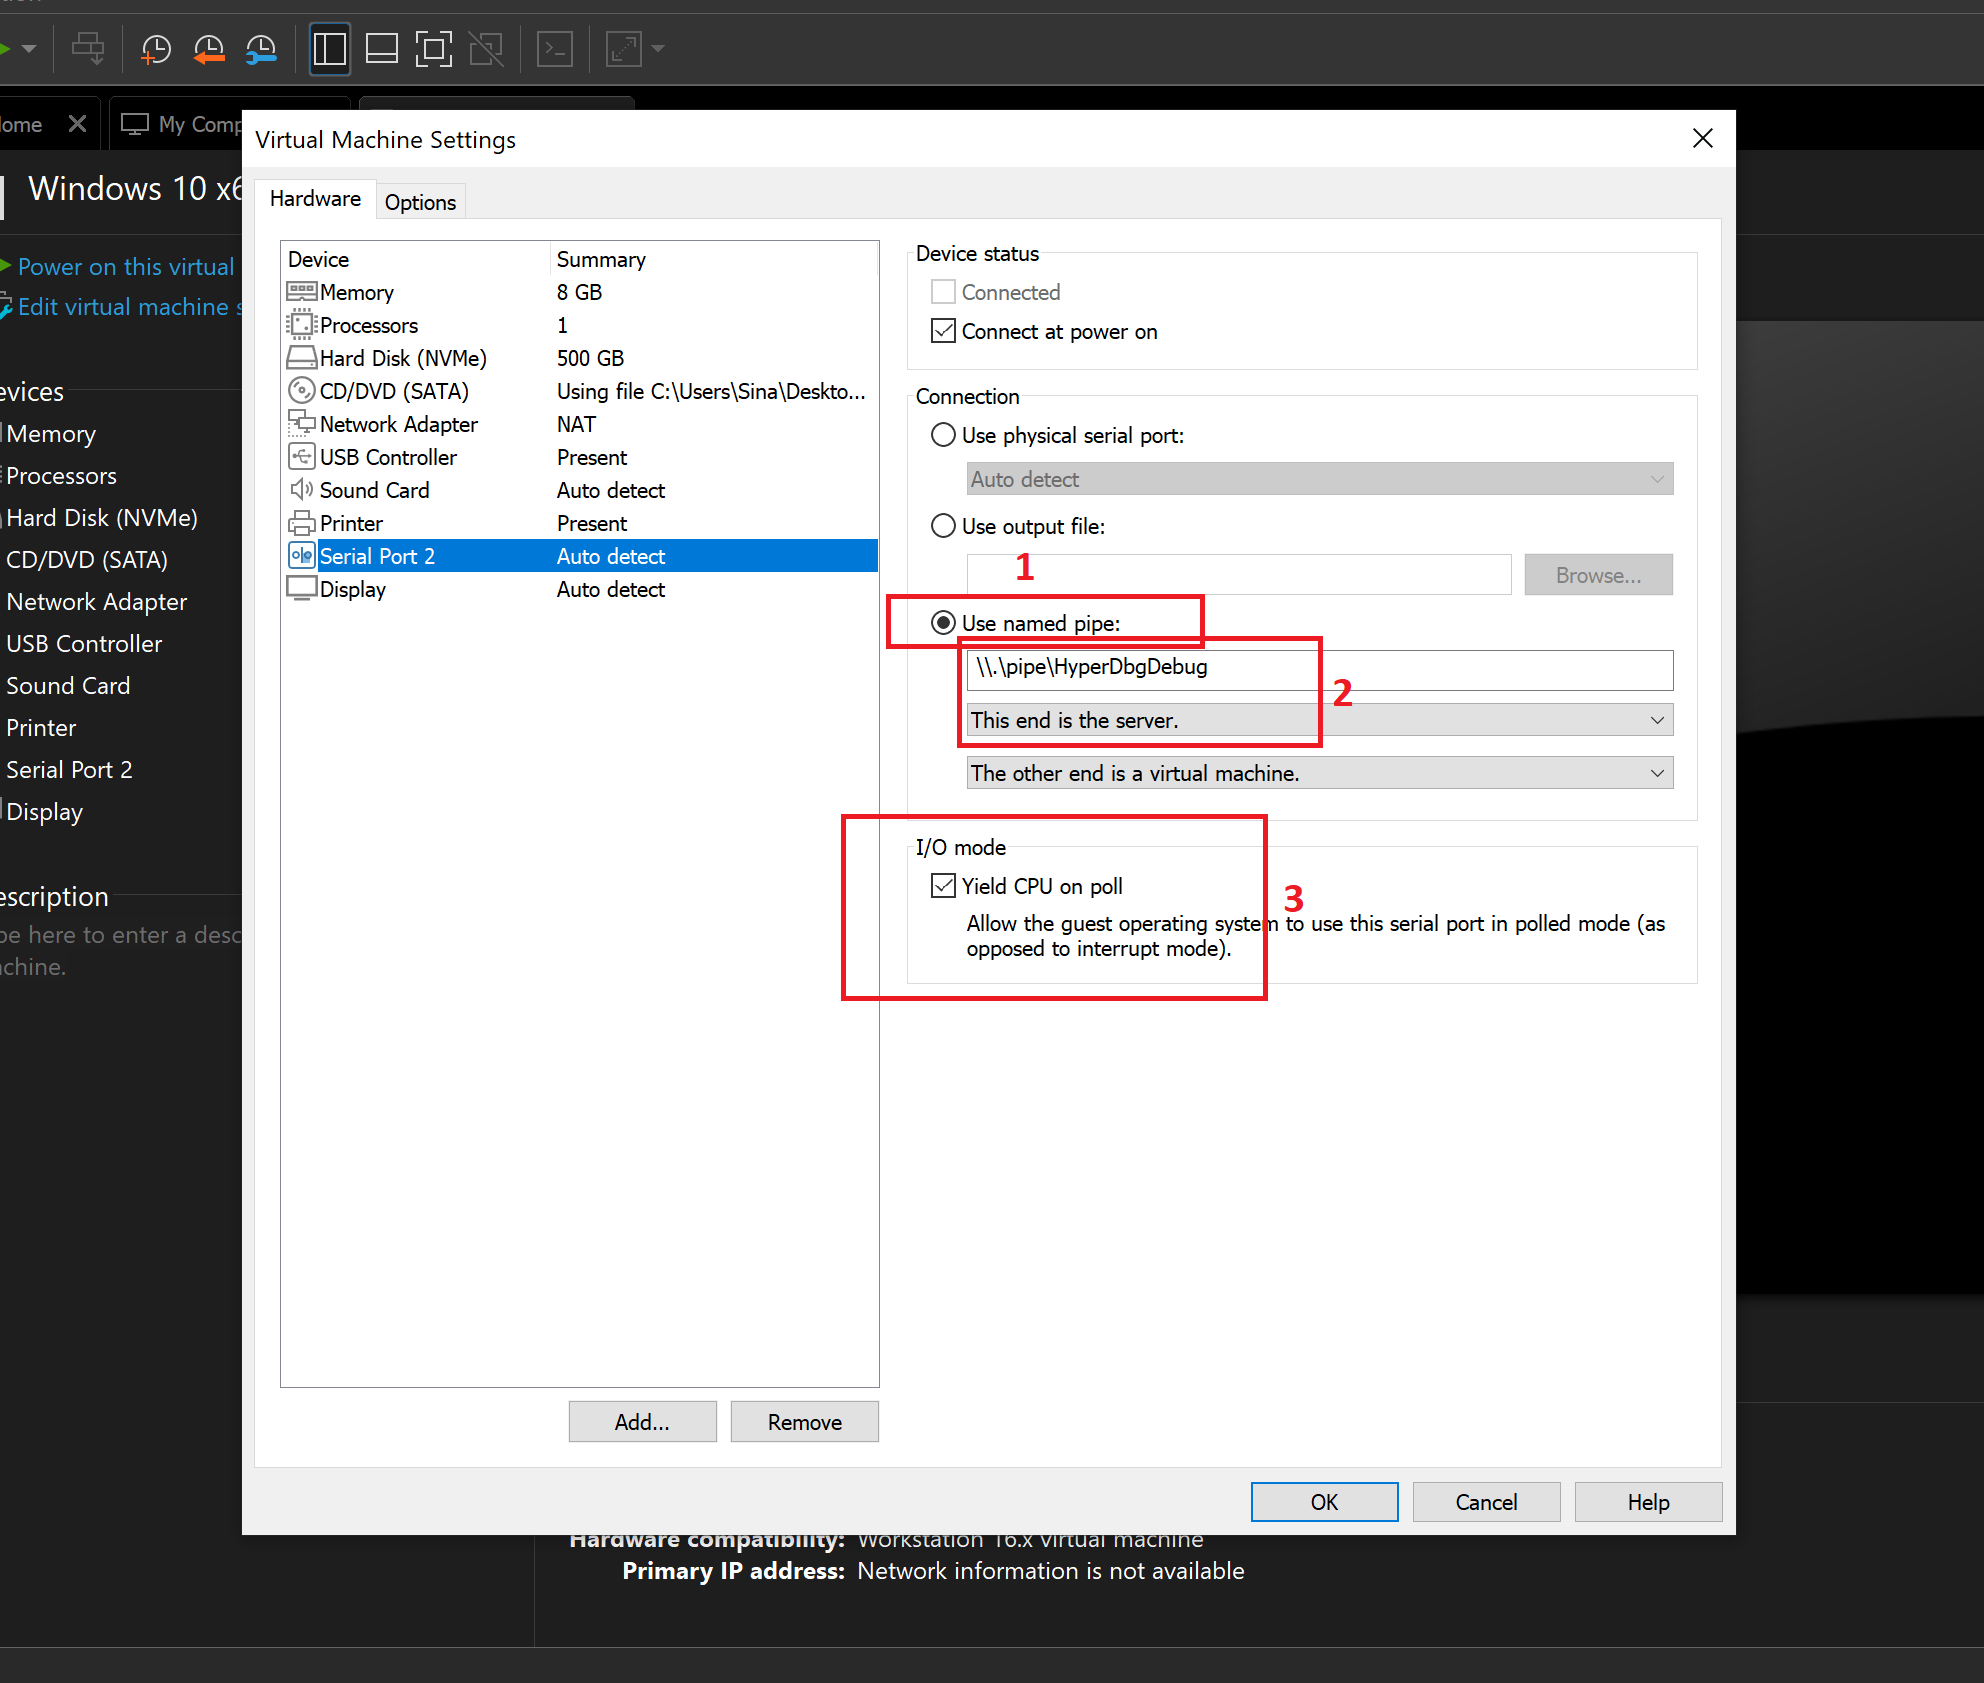 My Comp
Windows 10 x6
Power on this virtual
Edit virtual machine s
Memory
Processors
Hard Disk (NVMe)
CD/DVD (SATA)
Network Adapter
USB Controller
Sound Card
Printer
Serial Port 2
Display
here to enter a desc
Virtual Machine Settings
Hardware
Options
Device Summary
Memory 8 GB
Processors 1
Hard Disk (NVMe) 500 GB
CD/DVD (SATA) Using file C:\Users\Sina\Deskto...
Network Adapter NAT
USB Controller Present
Sound Card Auto detect
Printer Present
Serial Port 2 Auto detect
Display Auto detect
Add...
Remove
Device status
Connected
Connect at power on
Connection
Use physical serial port:
Auto detect
Use output file:
1
Browse...
Use named pipe:
\\.\pipe\HyperDbgDebug
2
This end is the server.
The other end is a virtual machine.
I/O mode
Yield CPU on poll
3
Allow the guest operating system to use this serial port in polled mode (as
opposed to interrupt mode).
OK
Cancel
Help
Hardware compatibility: Workstation 16.x virtual machine
Primary IP address: Network information is not available